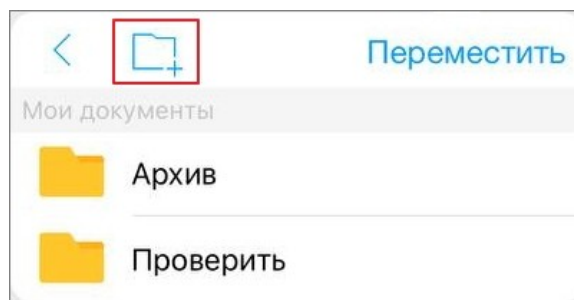 Переместить
Мои документы
Архив
Проверить